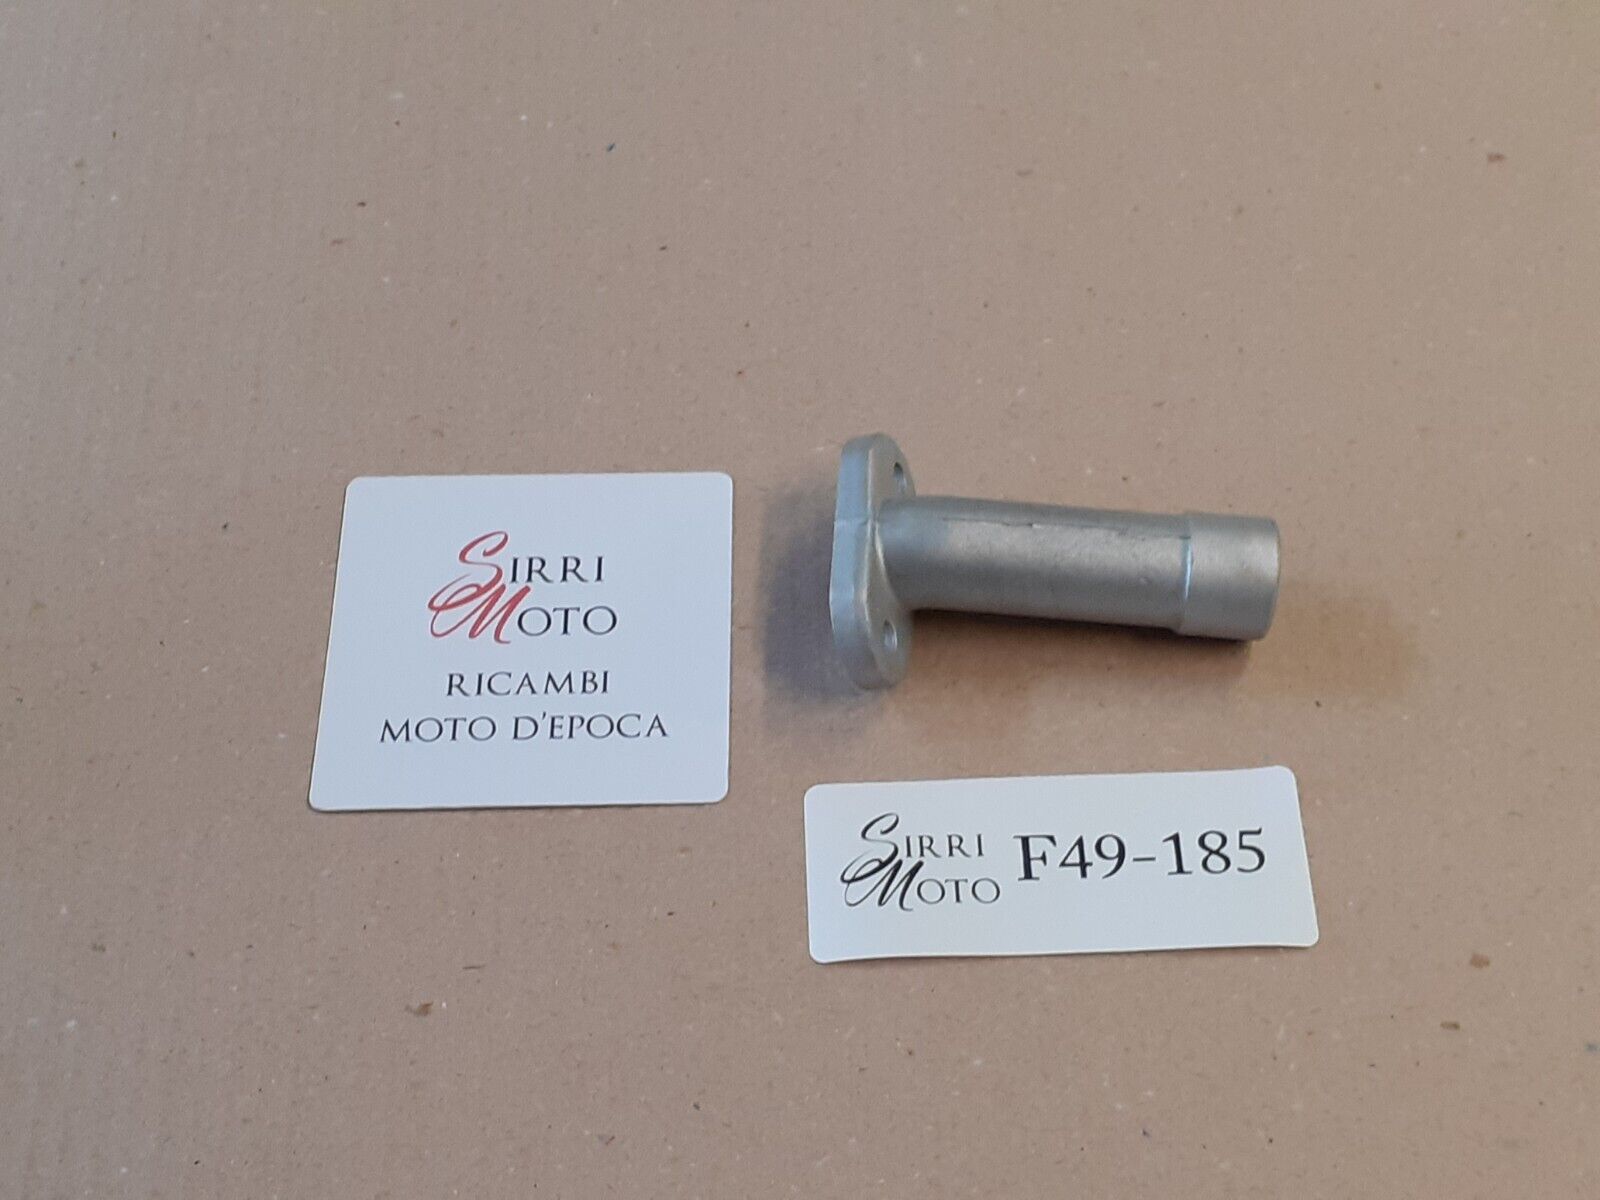 SIRRI
MOTO
RICAMBI
MOTO D'EPOCA
SIRRI
MOTO
F49-185